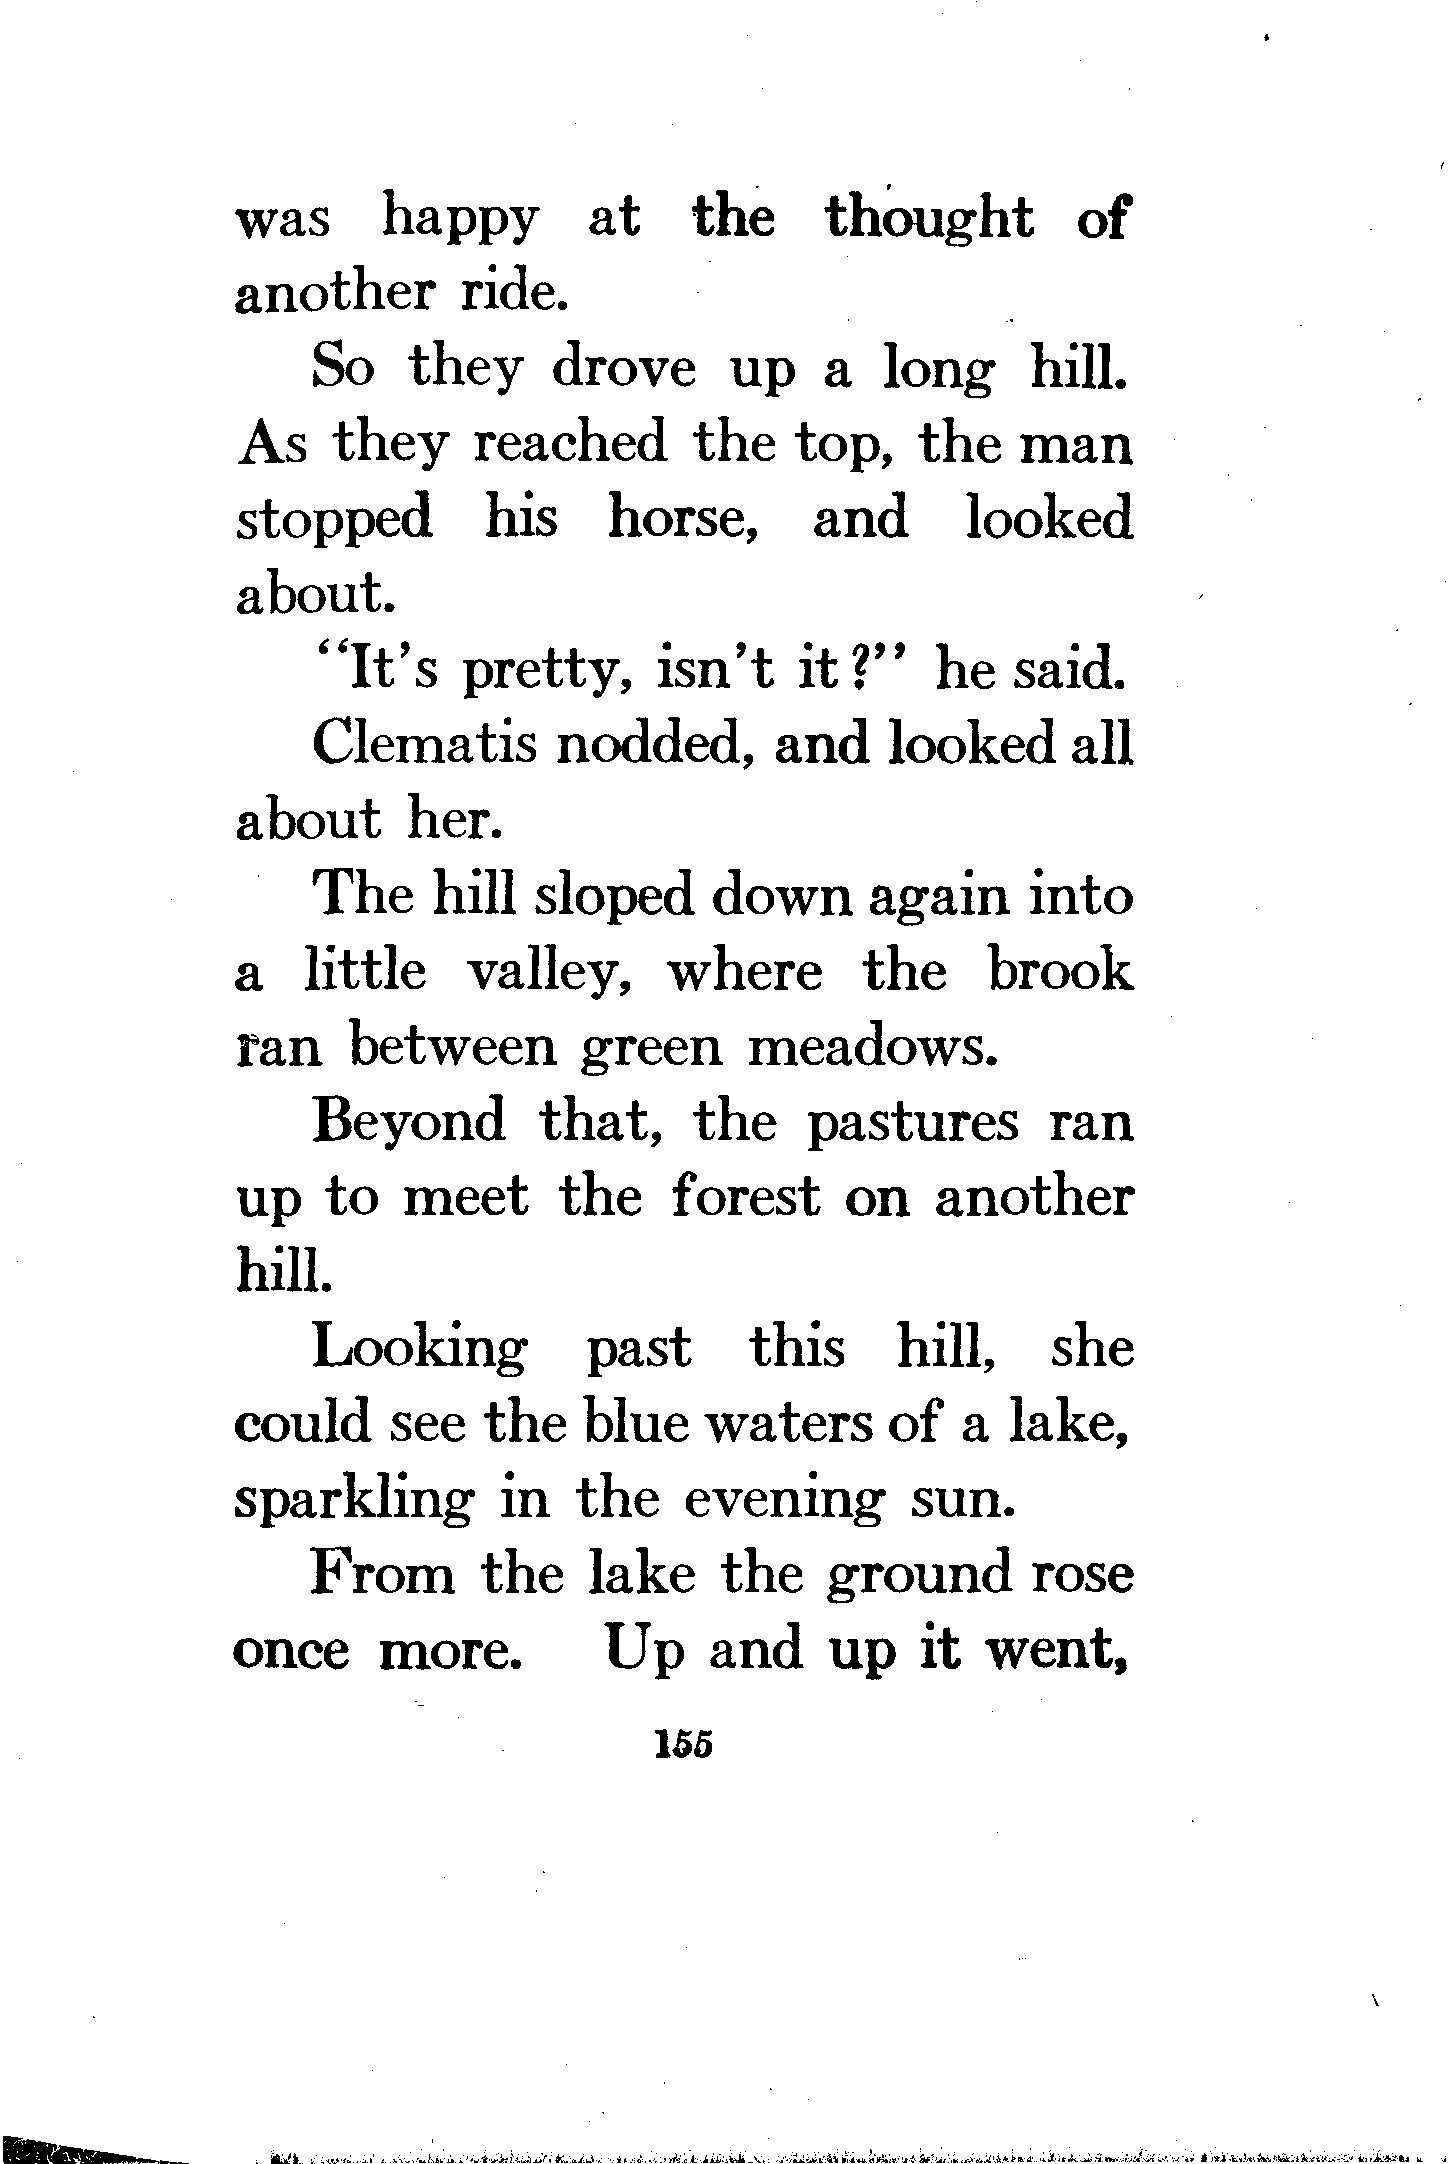 was happy at the thought of
another ride.
So they drove up a long hill.
As they reached the top, the man
stopped his horse, and looked
about.
"It's pretty, isn't it?" he said.
Clematis nodded, and looked all
about her.
The hill sloped down again into
a little valley, where the brook
ran between green meadows.
Beyond that, the pastures ran
up to meet the forest on another
hill.
Looking past this hill, she
could see the blue waters of a lake,
sparkling in the evening sun.
From the lake the ground rose
once more. Up and up it went,
155